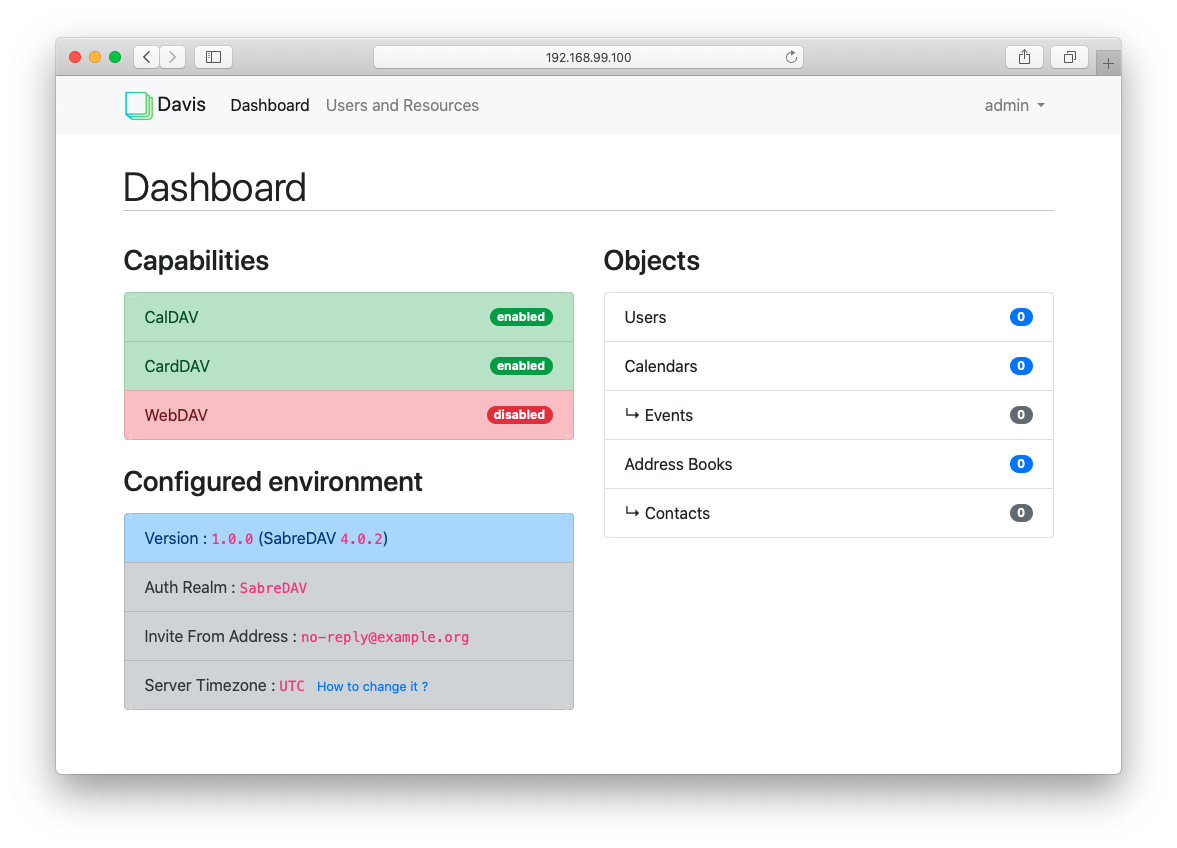 192.168.99.100
Davis Dashboard Users and Resources admin
Dashboard
Capabilities
CalDAV enabled
CardDAV enabled
WebDAV disabled
Configured environment
Version : 1.0.0 (SabreDAV 4.0.2)
Auth Realm : SabreDAV
Invite From Address : no-reply@example.org
Server Timezone : UTC How to change it ?
Objects
Users 0
Calendars 0
↳ Events 0
Address Books 0
↳ Contacts 0